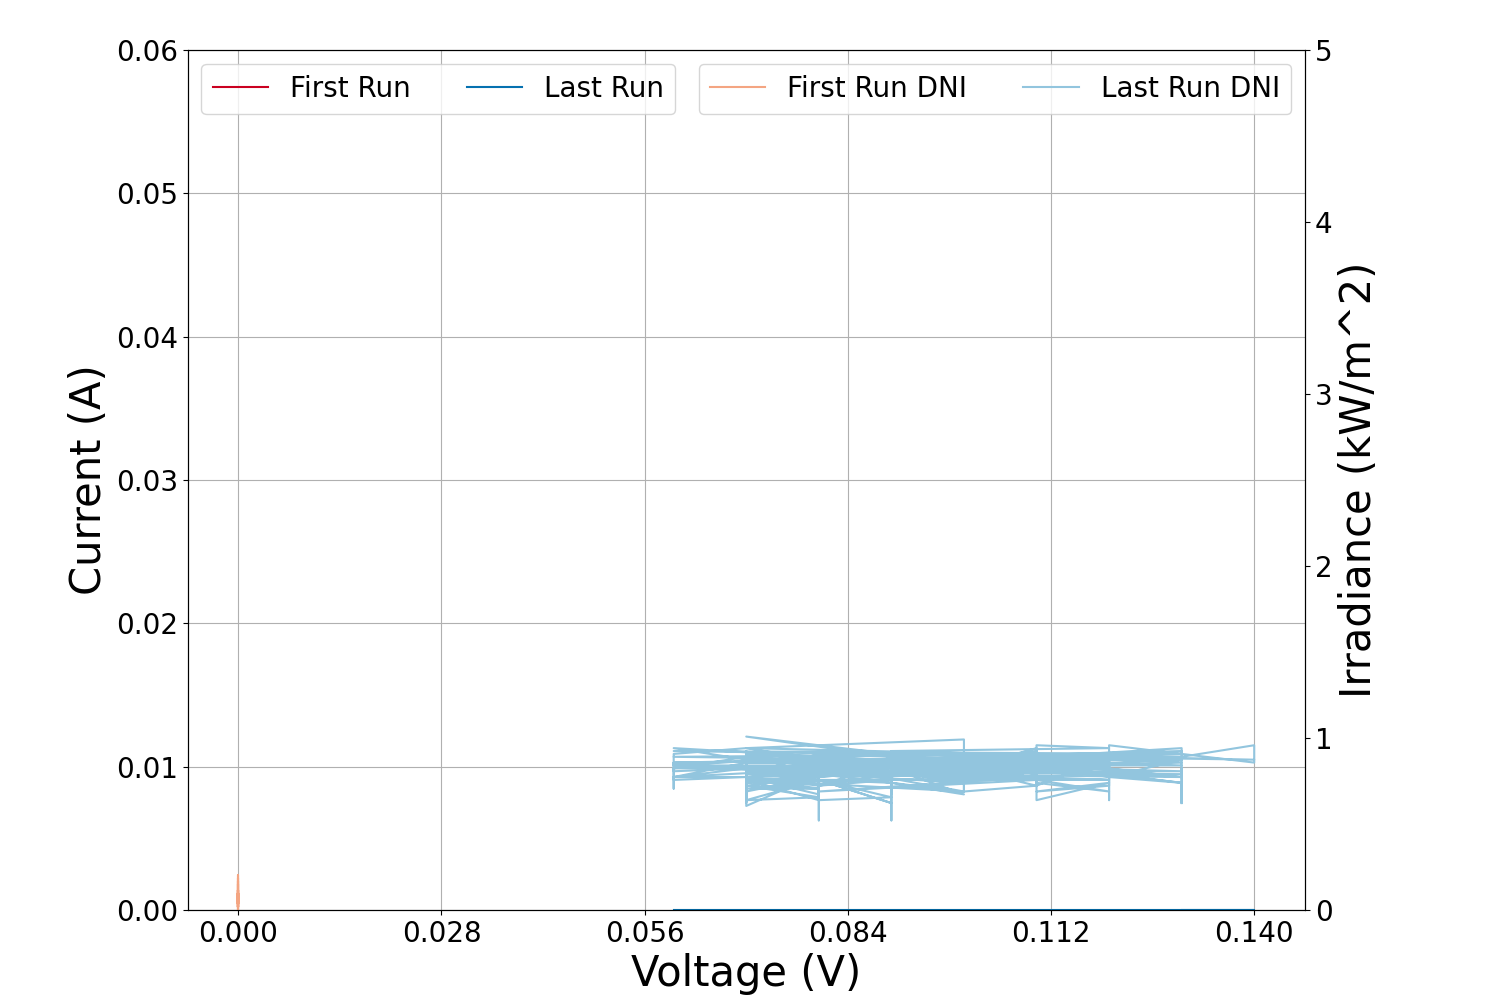 First Run
Last Run
First Run DNI
Last Run DNI
0.06
0.05
0.04
0.03
0.02
0.01
0.00
Current (A)
5
4
3
2
1
0
Irradiance (kW/m^2)
0.000
0.028
0.056
0.084
0.112
0.140
Voltage (V)